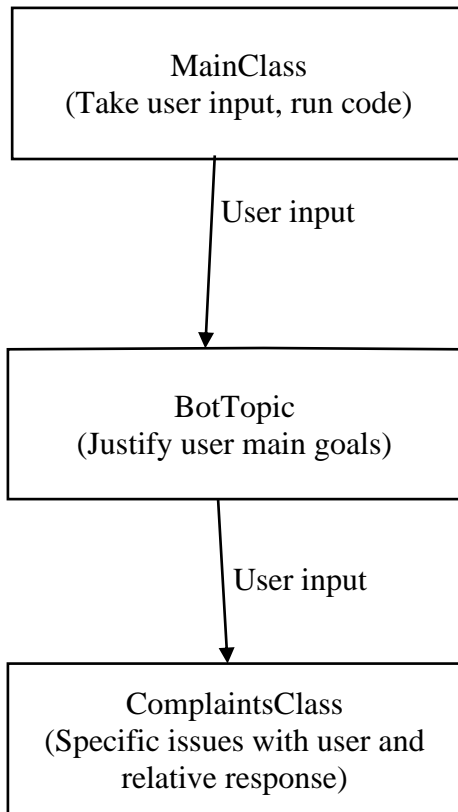 MainClass
(Take user input, run code)
User input
BotTopic
(Justify user main goals)
User input
ComplaintsClass
(Specific issues with user and
relative response)